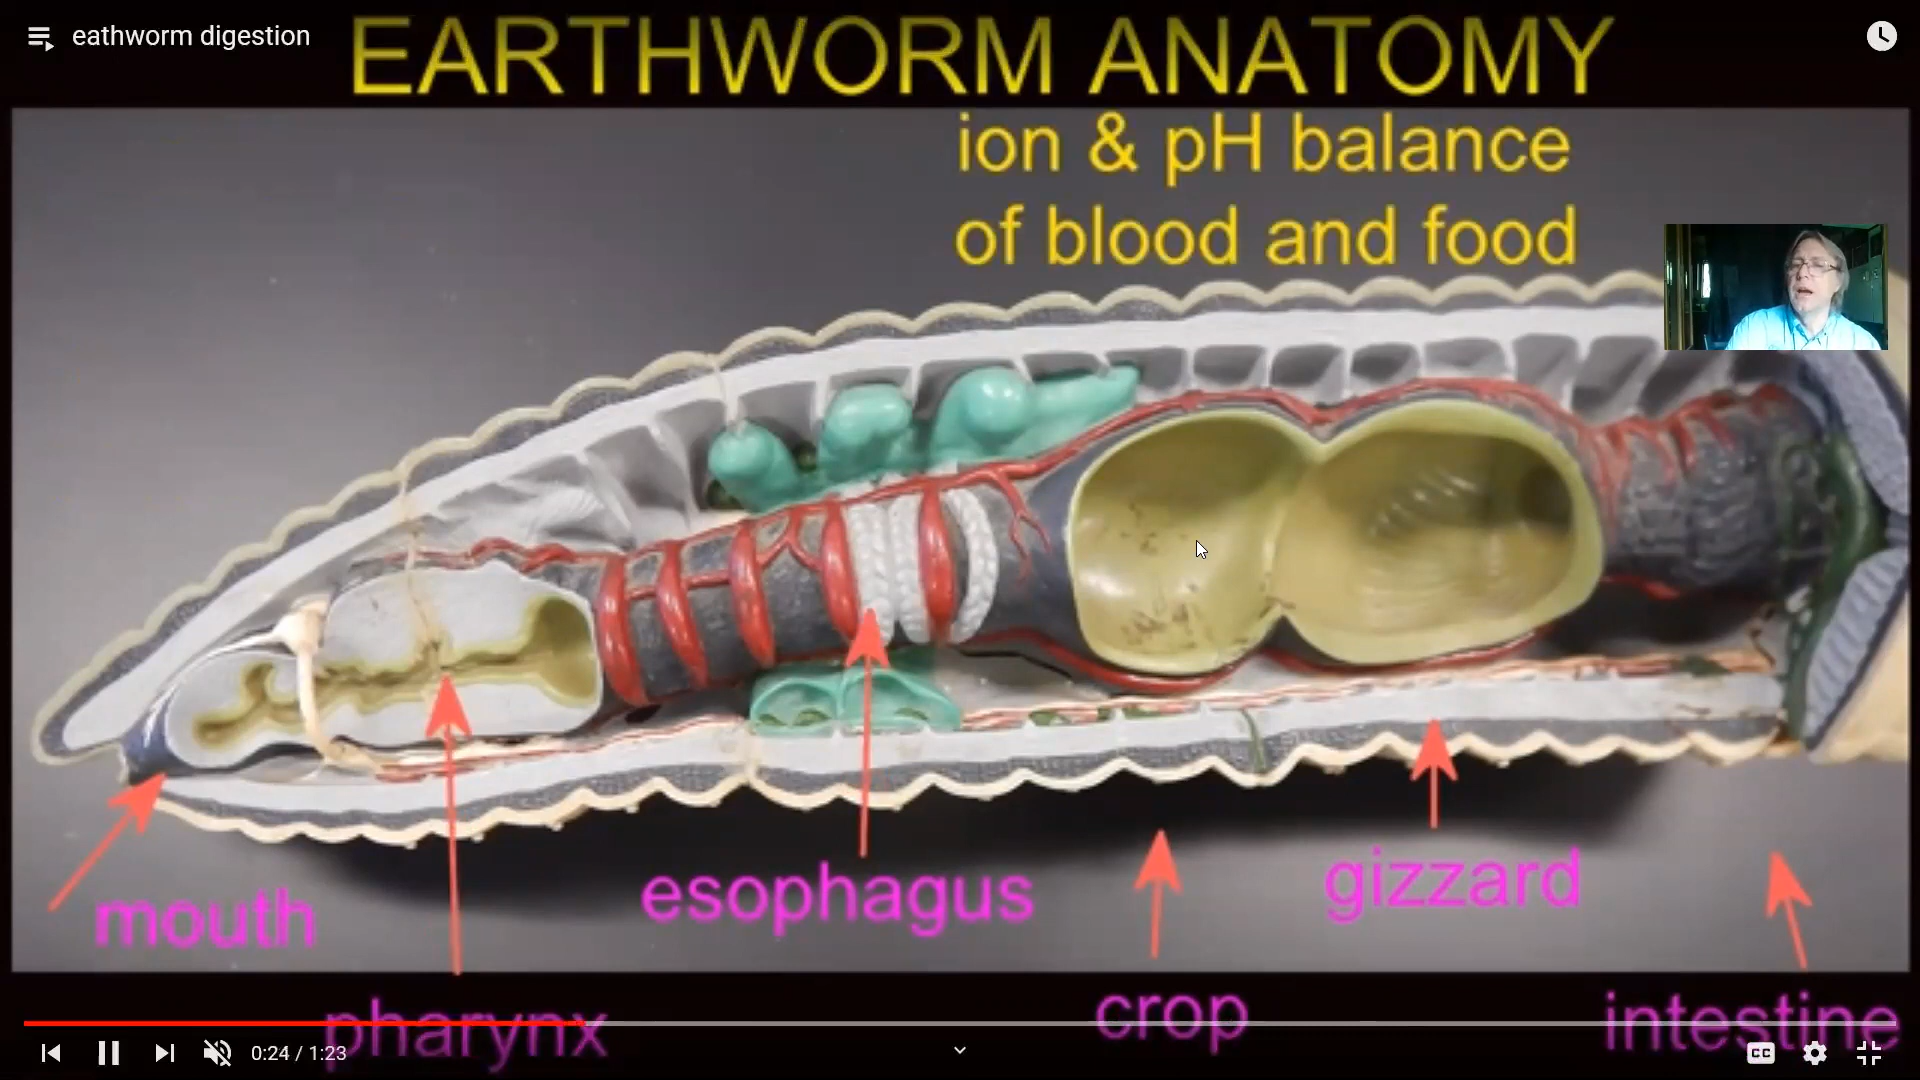 eathworm digestion
EARTHWORM ANATOMY
ion & pH balance
of blood and food
mouth
esophagus
gizzard
pharynx
crop
intestine
0:24 / 1:23
CC